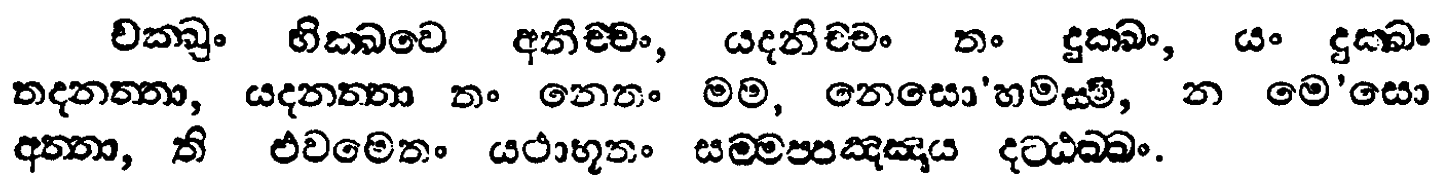 චක්ඛුං භික්ඛවෙ අනිච්චං, යදනිච්චං තං දුක්ඛං, යං දුක්ඛං
තදනත්තා, යදනත්තා තං නෙතං මම, නෙසො'හමස්මි, න මෙ'සො
අත්තා, ති එවමෙතං යථාභූතං සම්මප්පඤ්ඤාය දට්ඨබ්බං.